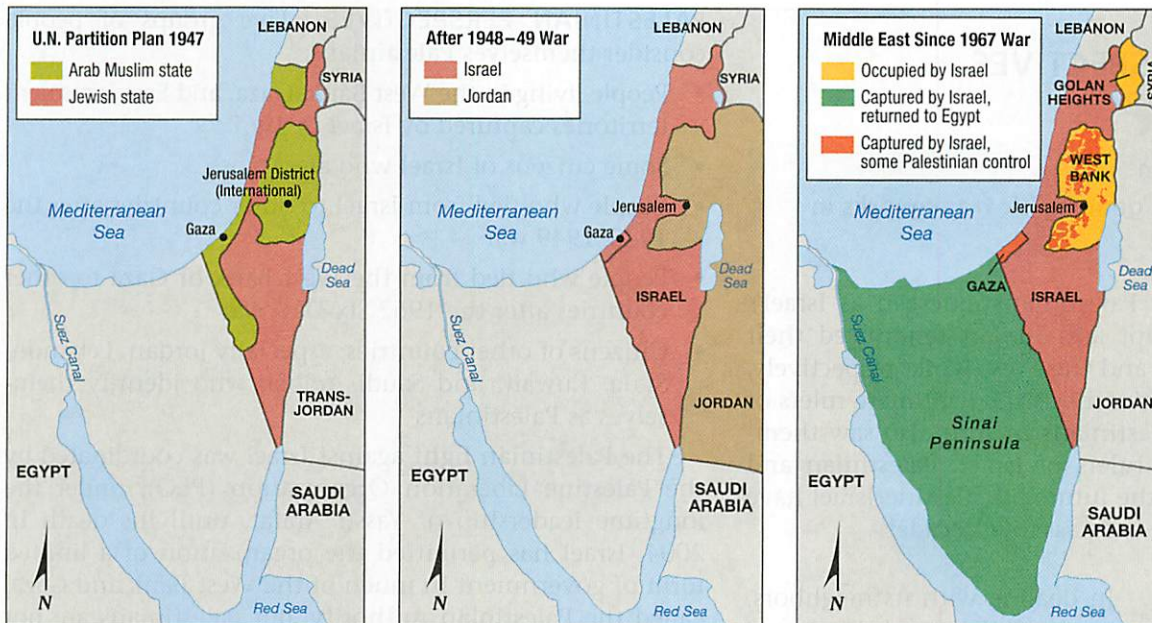 U.N. Partition Plan 1947
Arab Muslim state
Jewish state
LEBANON
SYRIA
Jerusalem District
(International)
Mediterranean
Sea
Gaza
Dead
Sea
Suez Canal
TRANS-
JORDAN
EGYPT
SAUDI
ARABIA
N
Red Sea
After 1948–49 War
Israel
Jordan
LEBANON
SYRIA
Mediterranean
Sea
Jerusalem
Gaza
Dead
Sea
ISRAEL
Suez Canal
JORDAN
EGYPT
SAUDI
ARABIA
N
Red Sea
Middle East Since 1967 War
Occupied by Israel
Captured by Israel,
returned to Egypt
Captured by Israel,
some Palestinian control
LEBANON
GOLAN
HEIGHTS
SYRIA
WEST
BANK
Mediterranean
Sea
Jerusalem
GAZA
Dead
Sea
ISRAEL
Suez Canal
JORDAN
Sinai
Peninsula
EGYPT
SAUDI
ARABIA
N
Red Sea